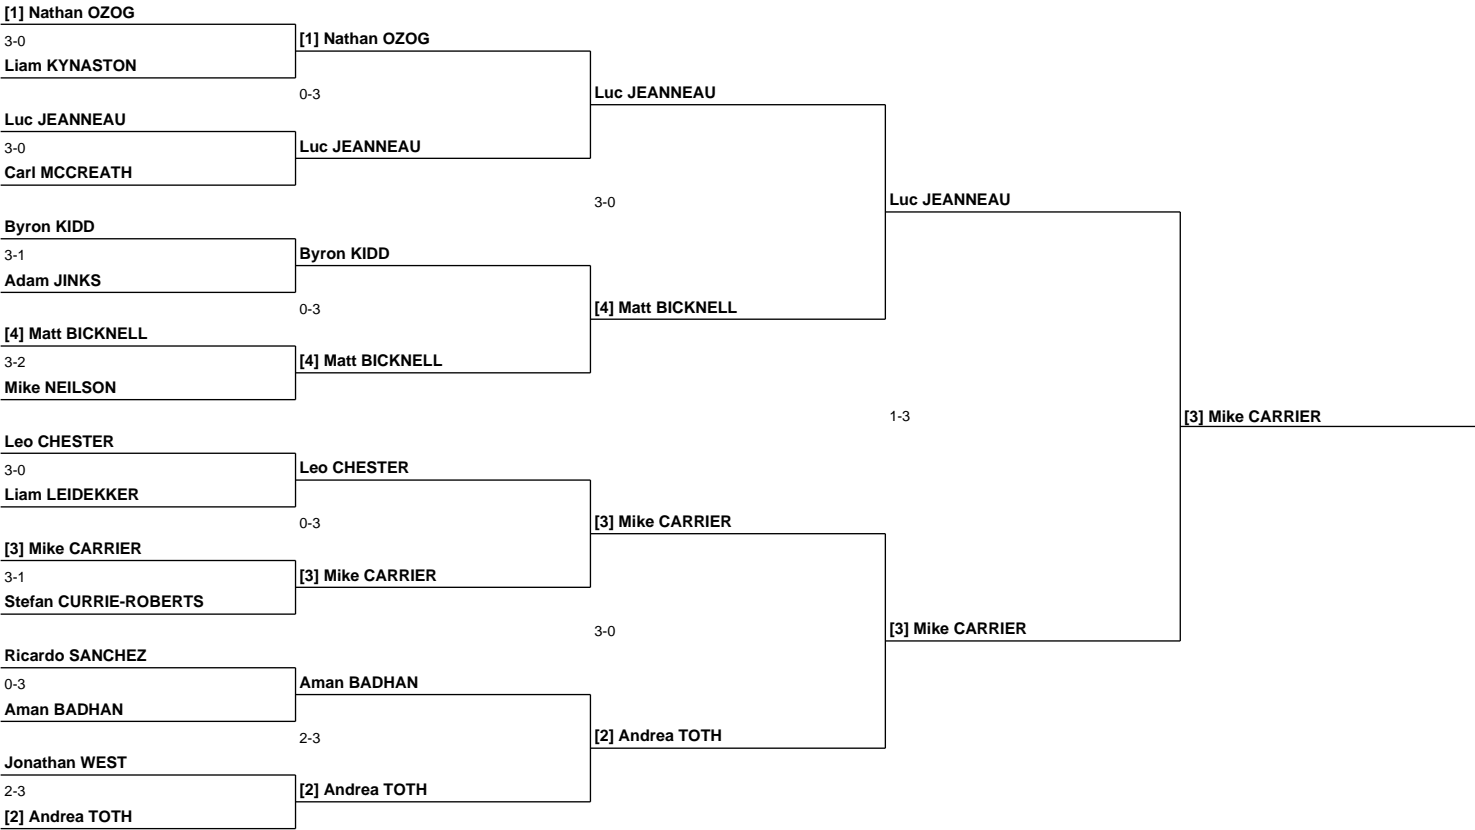 [1] Nathan OZOG
3-0
Liam KYNASTON
Luc JEANNEAU
3-0
Carl MCCREATH
Byron KIDD
3-1
Adam JINKS
[4] Matt BICKNELL
3-2
Mike NEILSON
Leo CHESTER
3-0
Liam LEIDEKKER
[3] Mike CARRIER
3-1
Stefan CURRIE-ROBERTS
Ricardo SANCHEZ
0-3
Aman BADHAN
Jonathan WEST
2-3
[2] Andrea TOTH
[1] Nathan OZOG
0-3
Luc JEANNEAU
Byron KIDD
0-3
[4] Matt BICKNELL
Leo CHESTER
0-3
[3] Mike CARRIER
Aman BADHAN
2-3
[2] Andrea TOTH
Luc JEANNEAU
3-0
[4] Matt BICKNELL
[3] Mike CARRIER
3-0
[2] Andrea TOTH
Luc JEANNEAU
1-3
[3] Mike CARRIER
[3] Mike CARRIER